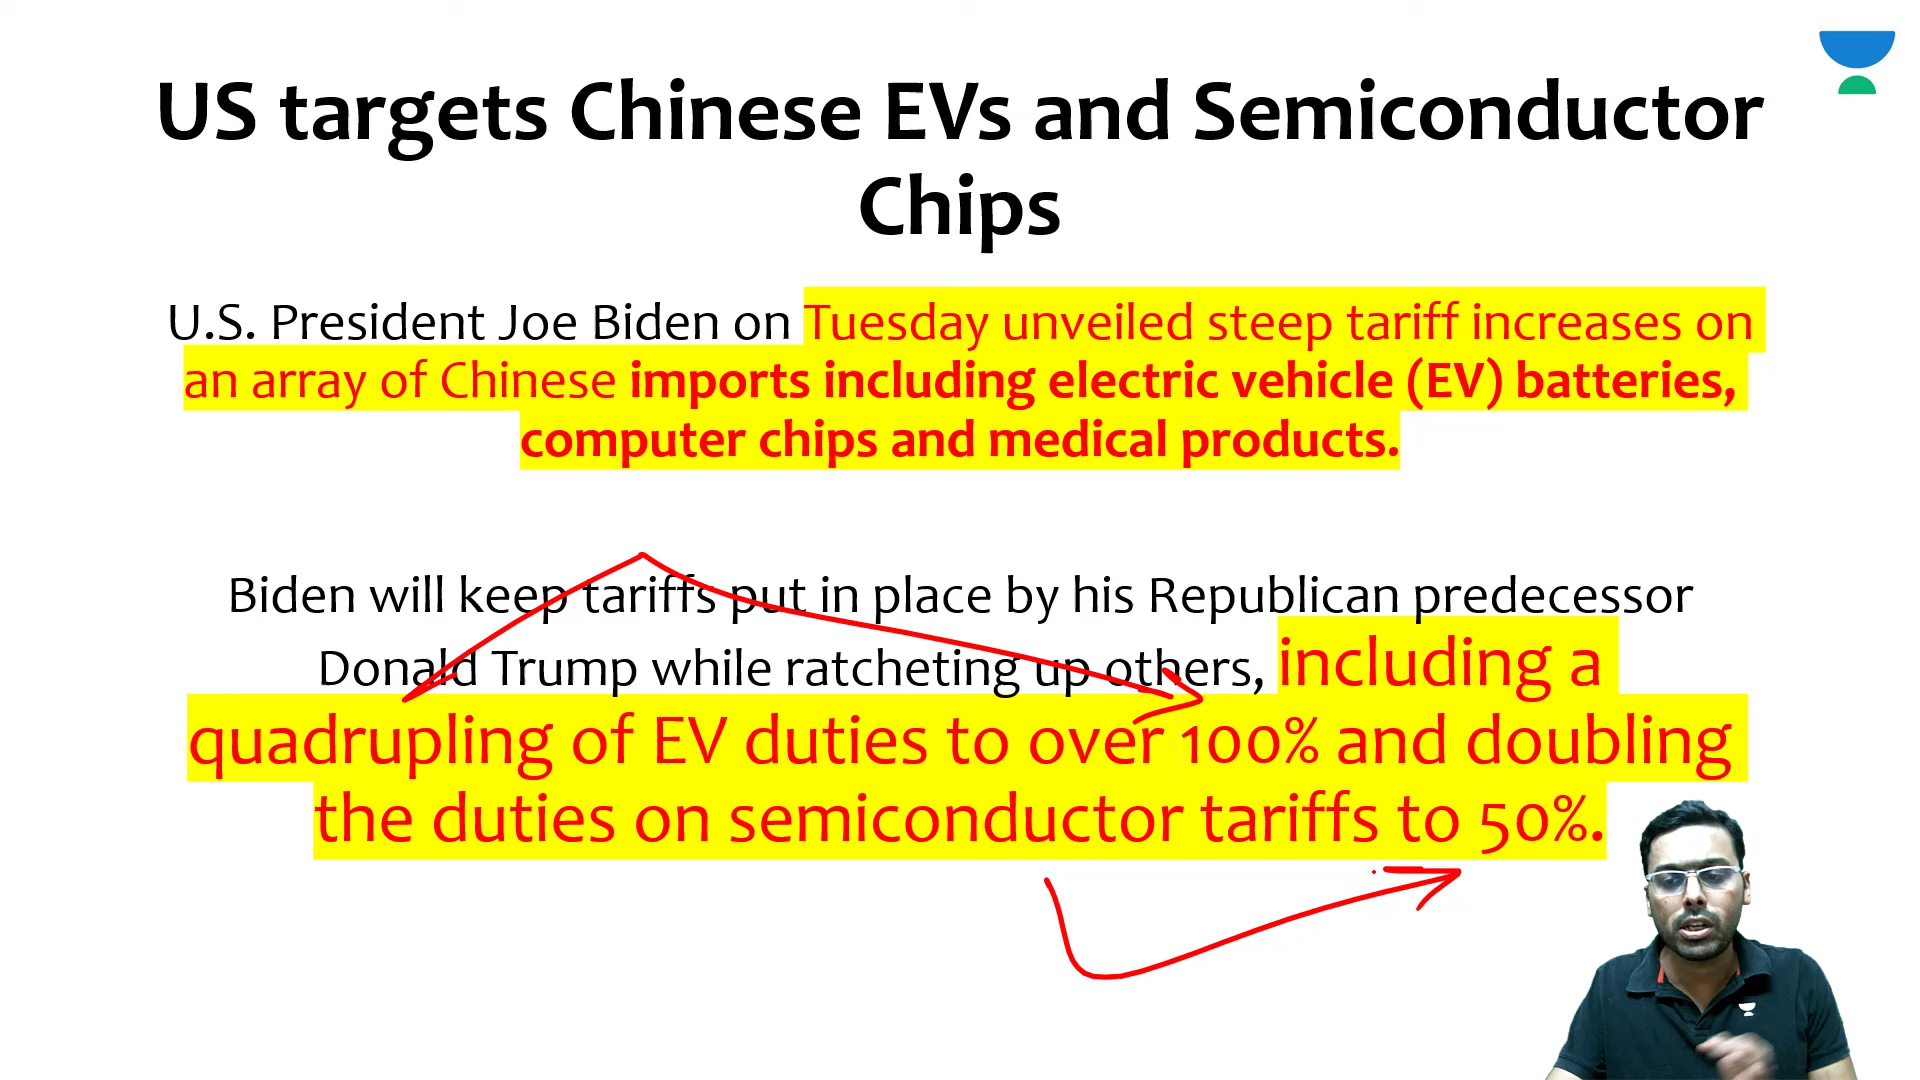 US targets Chinese EVs and Semiconductor
Chips
U.S. President Joe Biden on Tuesday unveiled steep tariff increases on
an array of Chinese imports including electric vehicle (EV) batteries,
computer chips and medical products.
Biden will keep tariffs put in place by his Republican predecessor
Donald Trump while ratcheting up others, including a
quadrupling of EV duties to over 100% and doubling
the duties on semiconductor tariffs to 50%.